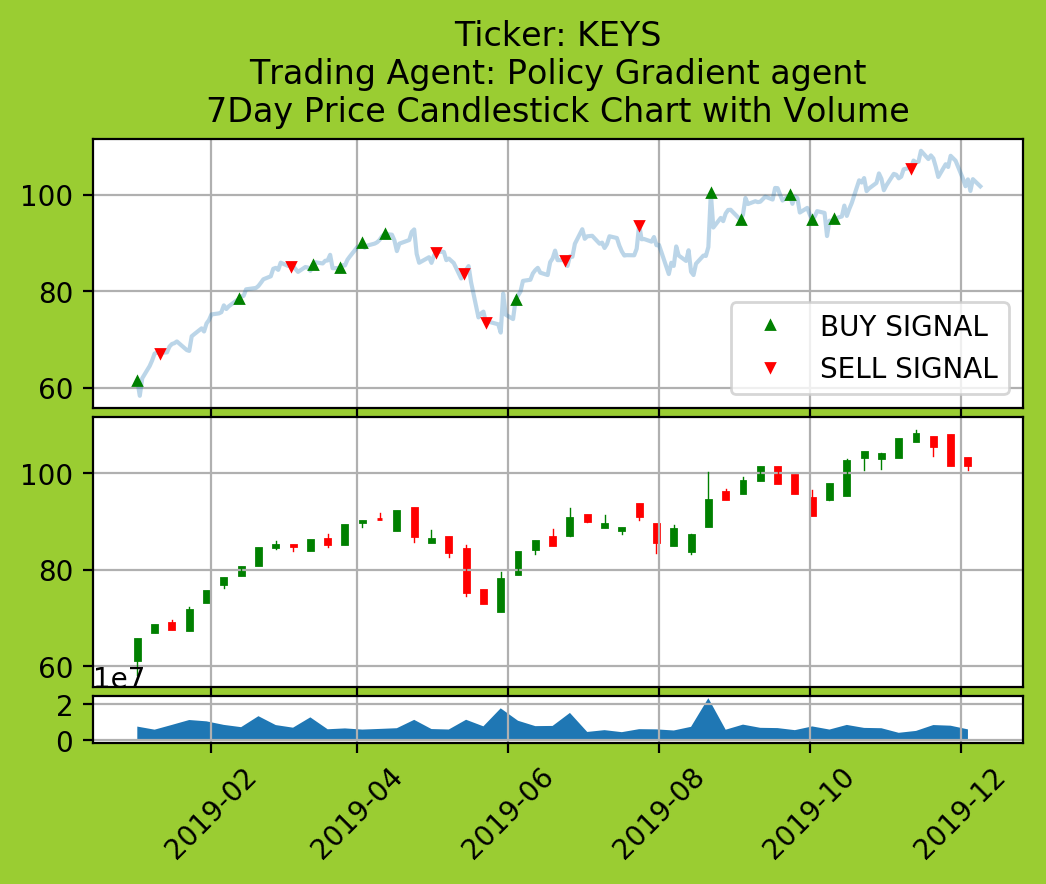 Ticker: KEYS
Trading Agent: Policy Gradient agent
7Day Price Candlestick Chart with Volume
100
80
60
BUY SIGNAL
SELL SIGNAL
100
80
60
1e7
2
0
2019-02
2019-04
2019-06
2019-08
2019-10
2019-12